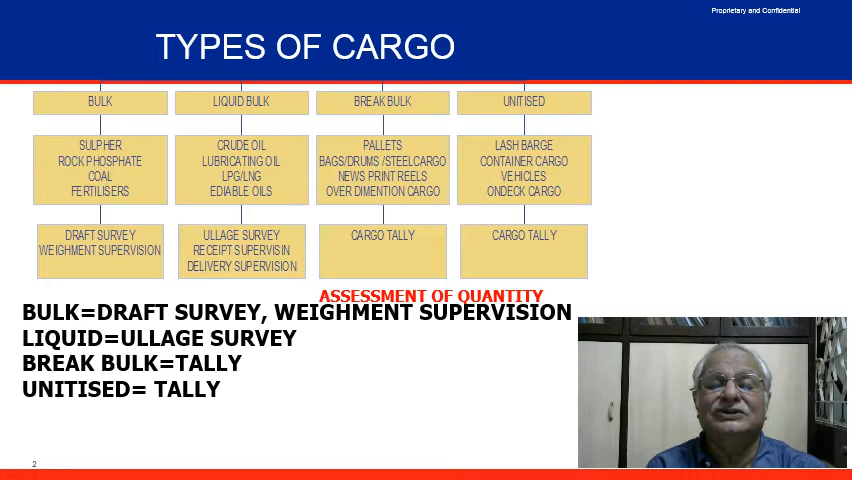 Proprietary and Confidential
TYPES OF CARGO
BULK
LIQUID BULK
BREAK BULK
UNITISED
SULPHER
ROCK PHOSPHATE
COAL
FERTILISERS
CRUDE OIL
LUBRICATING OIL
LPG/LNG
EDIABLE OILS
PALLETS
BAGS/DRUMS /STEELCARGO
NEWS PRINT REELS
OVER DIMENTION CARGO
LASH BARGE
CONTAINER CARGO
VEHICLES
ONDECK CARGO
DRAFT SURVEY
WEIGHMENT SUPERVISION
ULLAGE SURVEY
RECEIPT SUPERVISIN
DELIVERY SUPERVISION
CARGO TALLY
CARGO TALLY
ASSESSMENT OF QUANTITY
BULK=DRAFT SURVEY, WEIGHMENT SUPERVISION
LIQUID=ULLAGE SURVEY
BREAK BULK=TALLY
UNITISED= TALLY
2